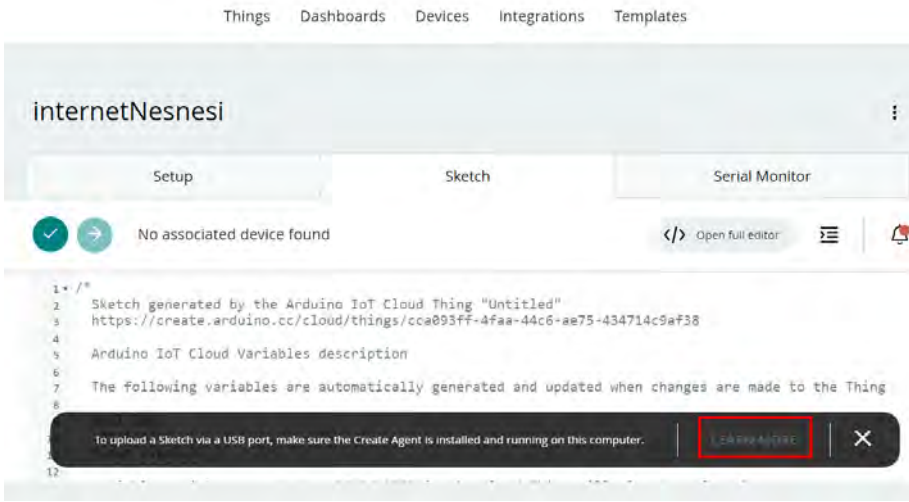 Things Dashboards Devices Integrations Templates
internetNesnesi
Setup Sketch Serial Monitor
No associated device found </> Open full editor
1 /*
2 Sketch generated by the Arduino IoT Cloud Thing "Untitled"
3 https://create.arduino.cc/cloud/things/cca093ff-4faa-44c6-ae75-434714c9af38
4
5 Arduino IoT Cloud Variables description
6
7 The following variables are automatically generated and updated when changes are made to the Thing
8
To upload a Sketch via a USB port, make sure the Create Agent is installed and running on this computer. LEARN MORE
12